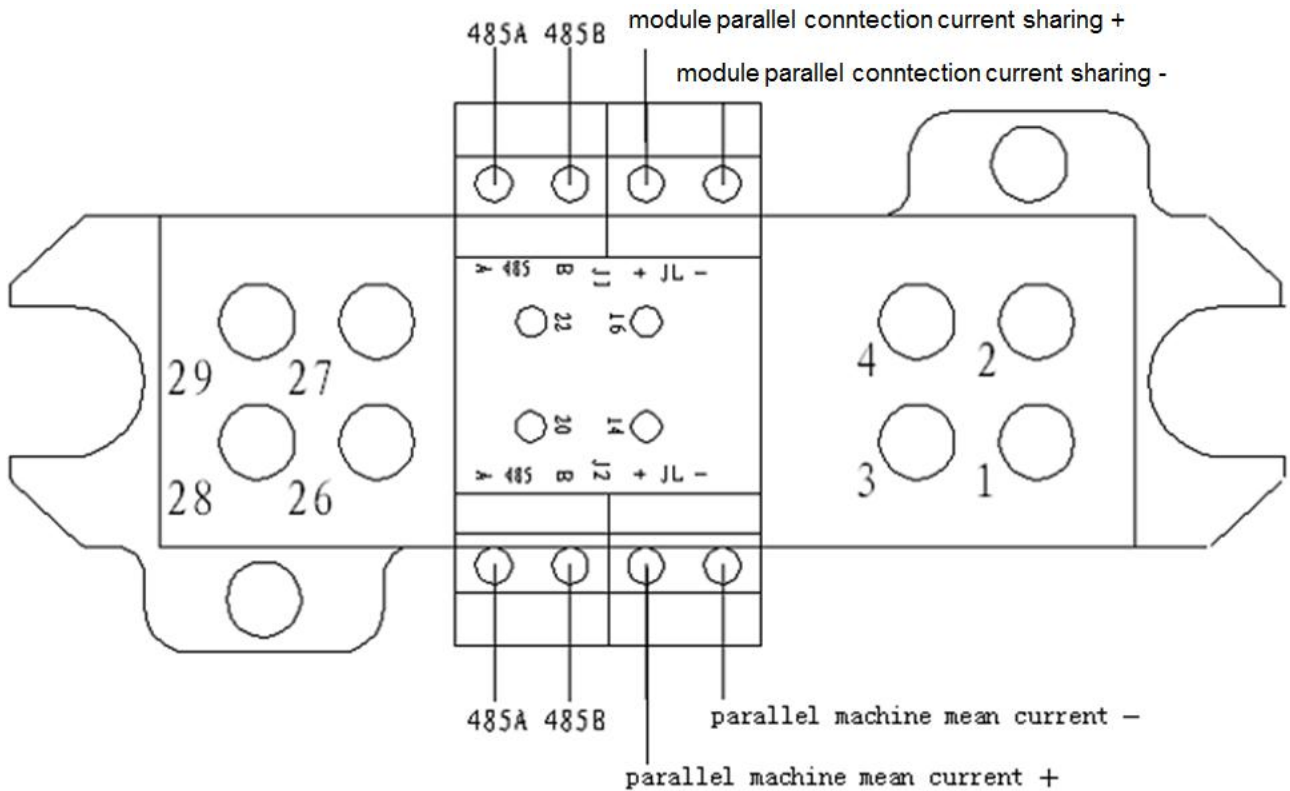 485A 485B module parallel conntection current sharing +
module parallel conntection current sharing -
A 485 B J1 + JL -
22 16
4 2
29 27
20 14
A 485 B J2 + JL -
3 1
28 26
485A 485B parallel machine mean current -
parallel machine mean current +